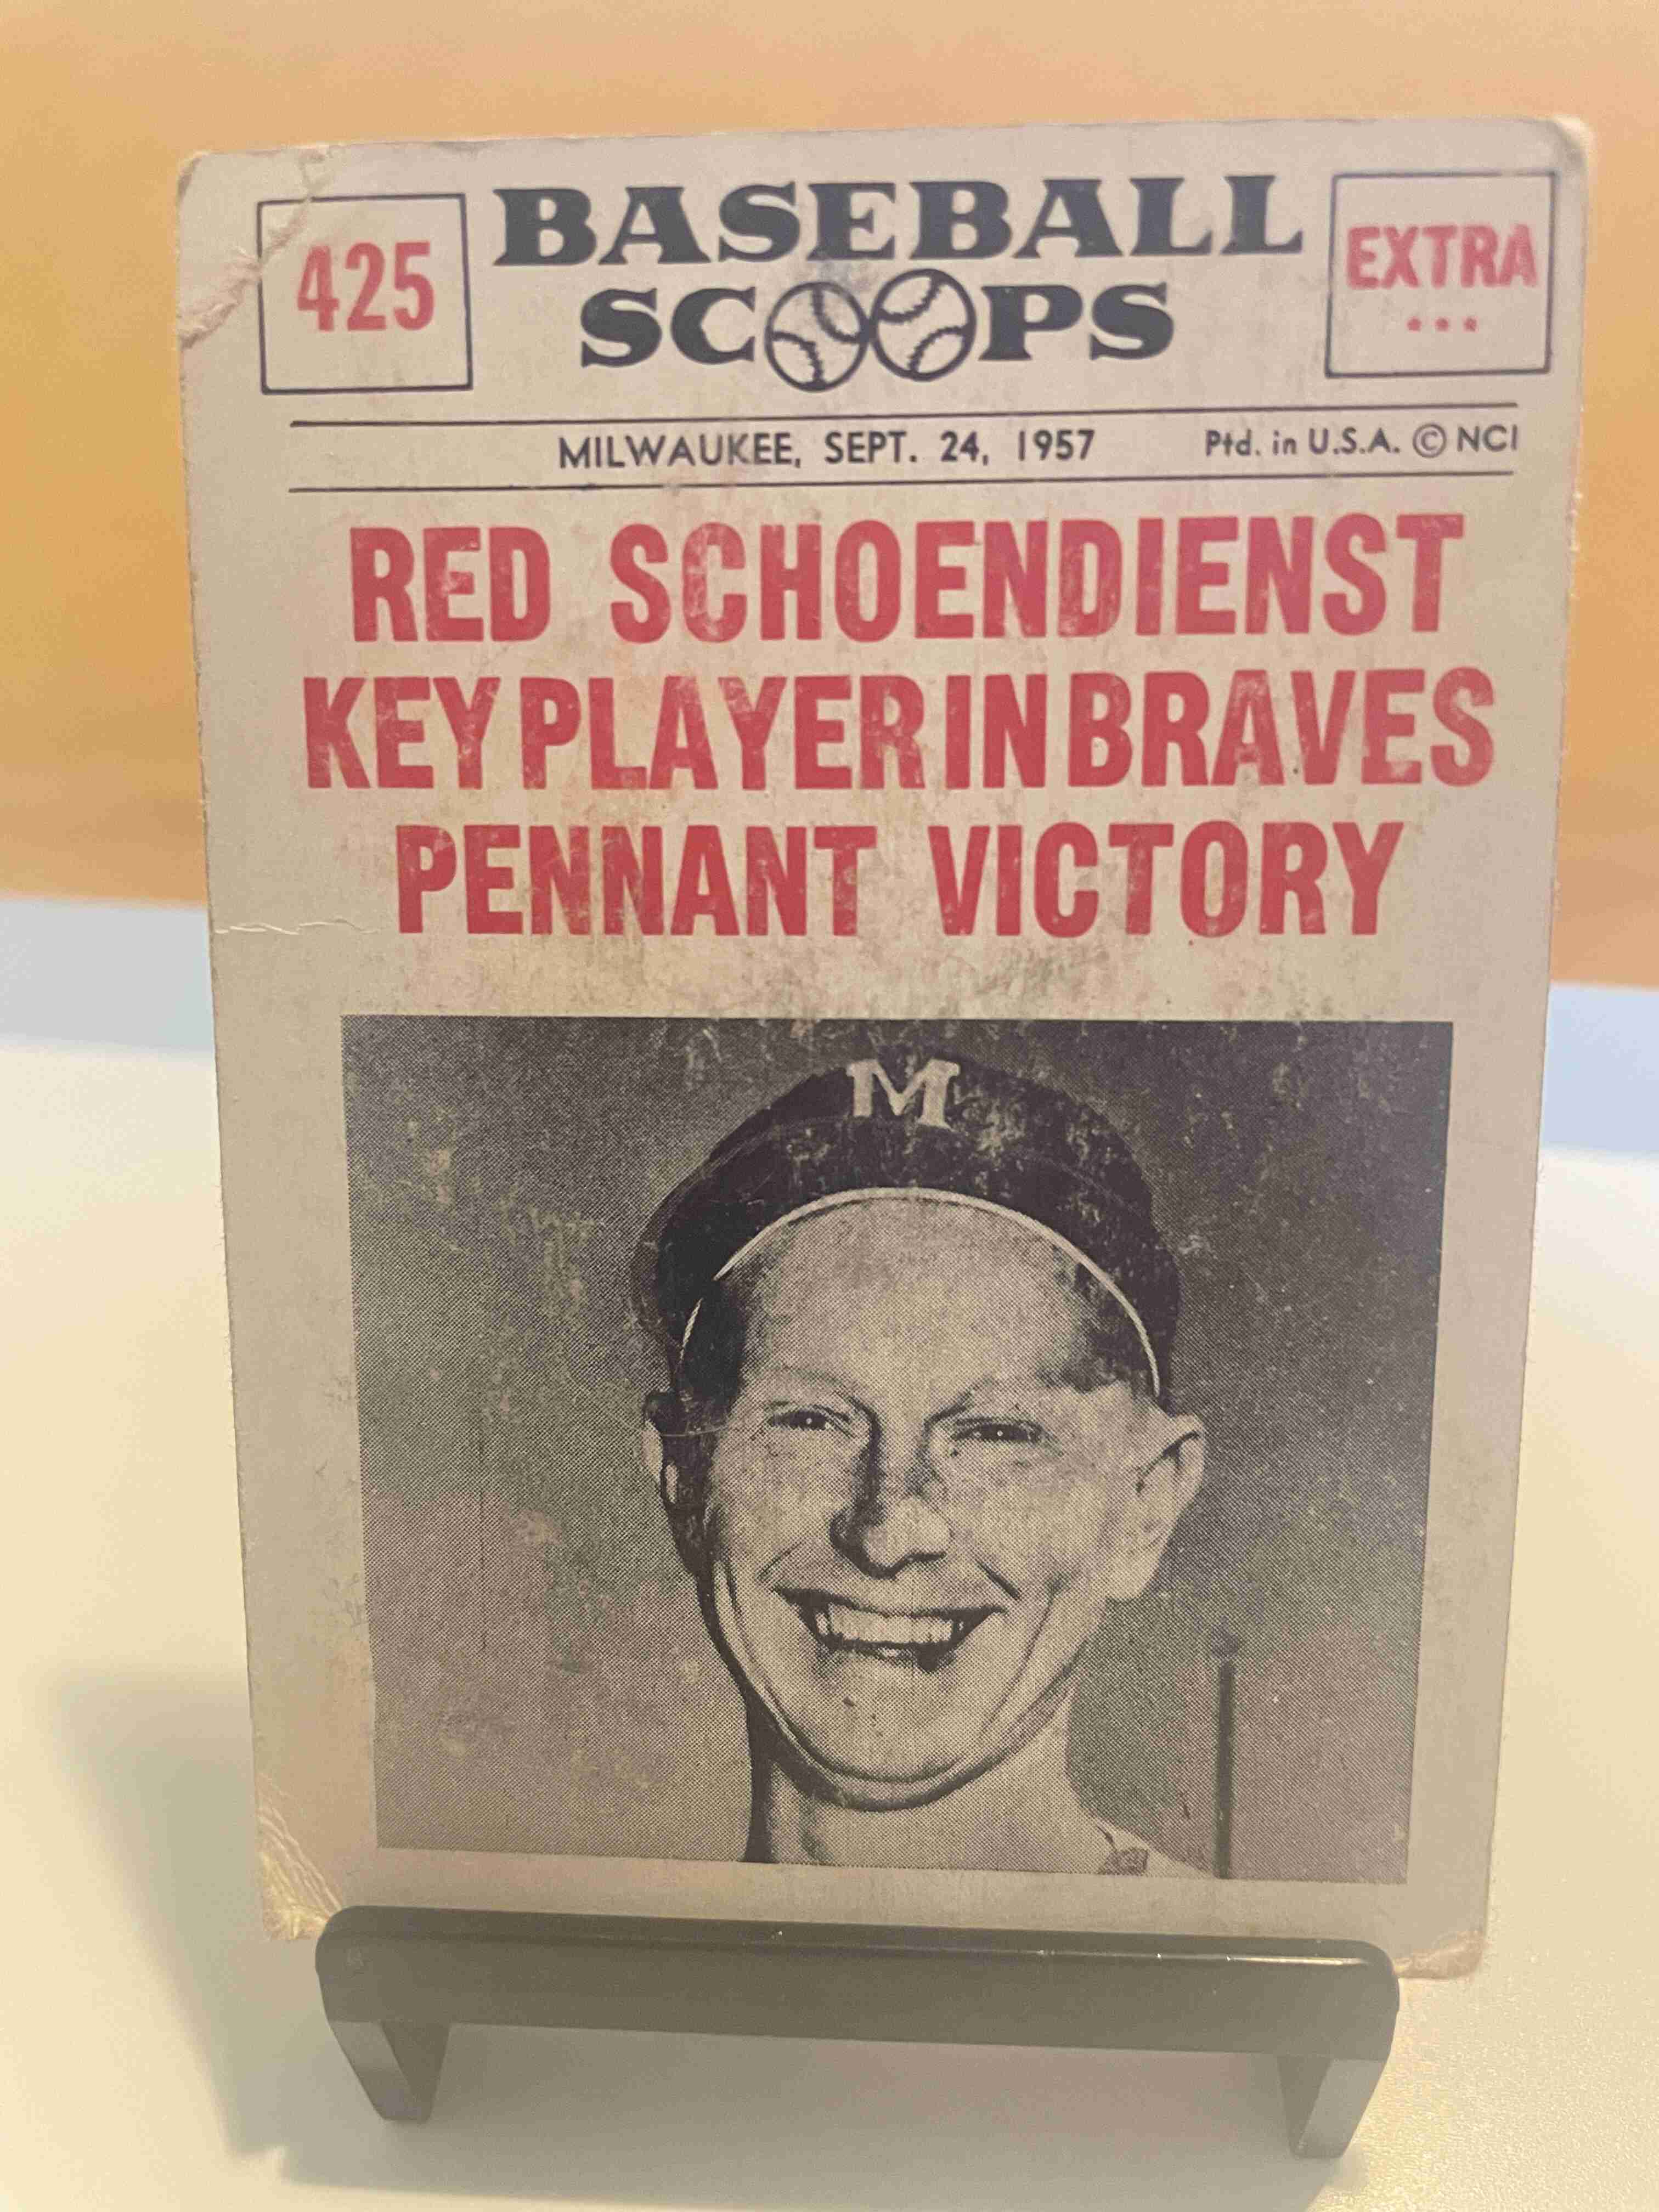 425
BASEBALL
SCOOPS
EXTRA
...
MILWAUKEE, SEPT. 24, 1957
Ptd. in U.S.A. © NCI
RED SCHOENDIENST
KEY PLAYER IN BRAVES
PENNANT VICTORY
M